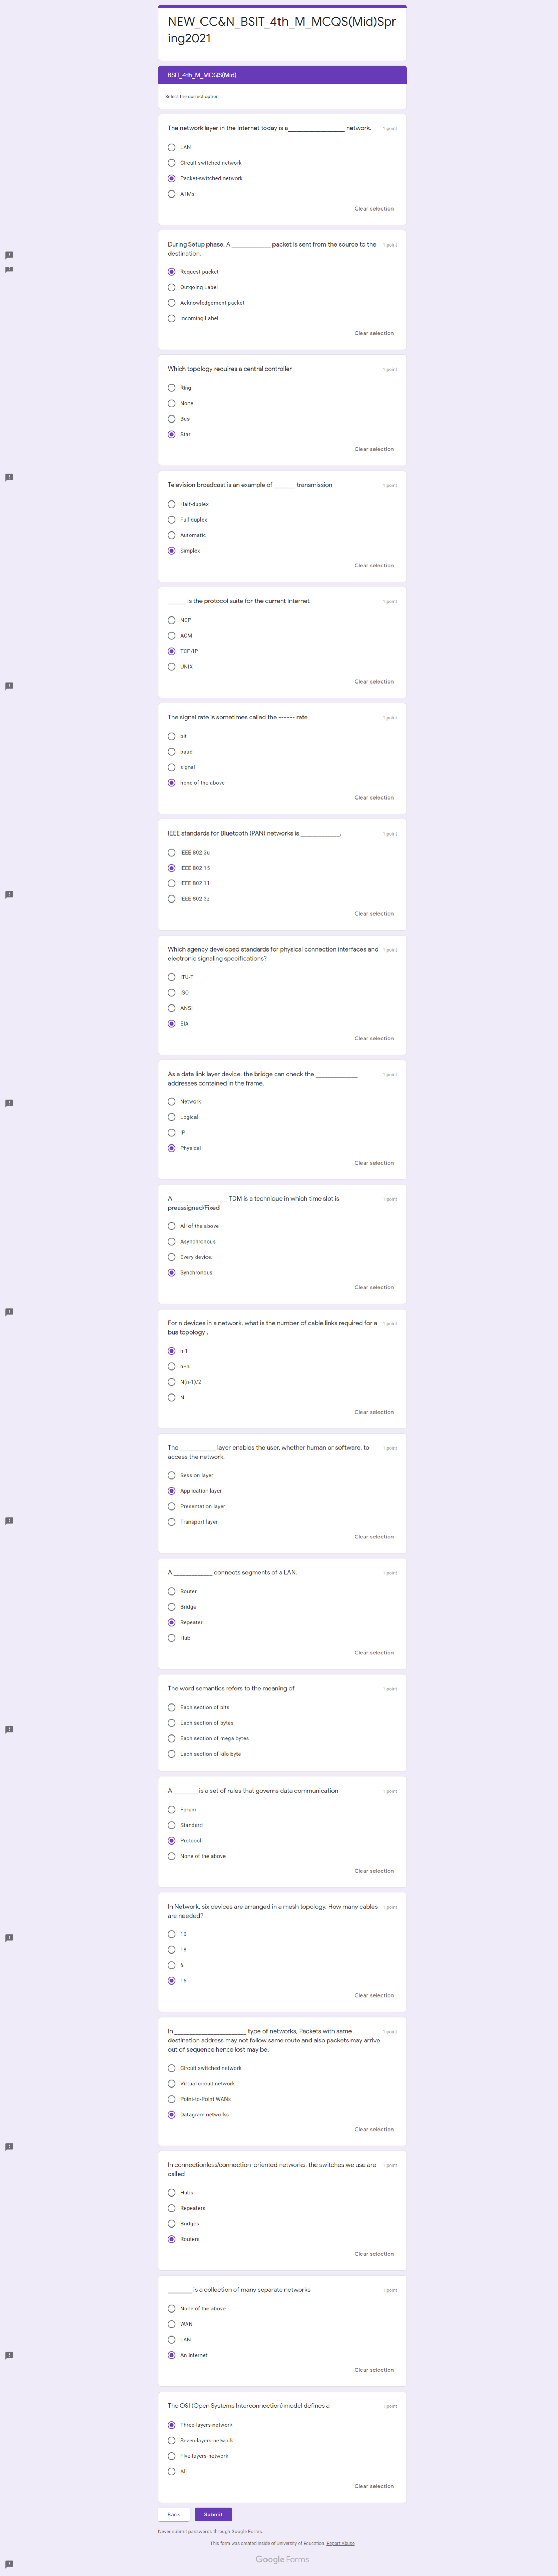 NEW_CC&N_BSIT_4th_M_MCQS(Mid)Spr
ing2021
BSIT_4th_M_MCQS(Mid)
Select the correct option
The network layer in the Internet today is a___________________ network. 1 point
LAN
Circuit-switched network
Packet-switched network
ATMs
Clear selection
During Setup phase, A _____________ packet is sent from the source to the 1 point
destination.
Request packet
Outgoing Label
Acknowledgement packet
Incoming Label
Clear selection
Which topology requires a central controller 1 point
Ring
None
Bus
Star
Clear selection
Television broadcast is an example of _______ transmission 1 point
Half-duplex
Full-duplex
Automatic
Simplex
Clear selection
______ is the protocol suite for the current Internet 1 point
NCP
ACM
TCP/IP
UNIX
Clear selection
The signal rate is sometimes called the ------ rate 1 point
bit
baud
signal
none of the above
Clear selection
IEEE standards for Bluetooth (PAN) networks is _____________. 1 point
IEEE 802.3u
IEEE 802.15
IEEE 802.11
IEEE 802.3z
Clear selection
Which agency developed standards for physical connection interfaces and 1 point
electronic signaling specifications?
ITU-T
ISO
ANSI
EIA
Clear selection
As a data link layer device, the bridge can check the ______________ 1 point
addresses contained in the frame.
Network
Logical
IP
Physical
Clear selection
A __________________ TDM is a technique in which time slot is 1 point
preassigned/Fixed
All of the above
Asynchronous
Every device.
Synchronous
Clear selection
For n devices in a network, what is the number of cable links required for a 1 point
bus topology .
n-1
n+n
N(n-1)/2
N
Clear selection
The ____________ layer enables the user, whether human or software, to 1 point
access the network.
Session layer
Application layer
Presentation layer
Transport layer
Clear selection
A _____________ connects segments of a LAN. 1 point
Router
Bridge
Repeater
Hub
Clear selection
The word semantics refers to the meaning of 1 point
Each section of bits
Each section of bytes
Each section of mega bytes
Each section of kilo byte
A ________ is a set of rules that governs data communication 1 point
Forum
Standard
Protocol
None of the above
Clear selection
In Network, six devices are arranged in a mesh topology. How many cables 1 point
are needed?
10
18
6
15
Clear selection
In ________________________ type of networks, Packets with same 1 point
destination address may not follow same route and also packets may arrive
out of sequence hence lost may be.
Circuit switched network
Virtual circuit network
Point-to-Point WANs
Datagram networks
Clear selection
In connectionless/connection-oriented networks, the switches we use are 1 point
called
Hubs
Repeaters
Bridges
Routers
Clear selection
________ is a collection of many separate networks 1 point
None of the above
WAN
LAN
An internet
Clear selection
The OSI (Open Systems Interconnection) model defines a 1 point
Three-layers-network
Seven-layers-network
Five-layers-network
All
Clear selection
Back Submit
Never submit passwords through Google Forms.
This form was created inside of University of Education. Report Abuse
Google Forms